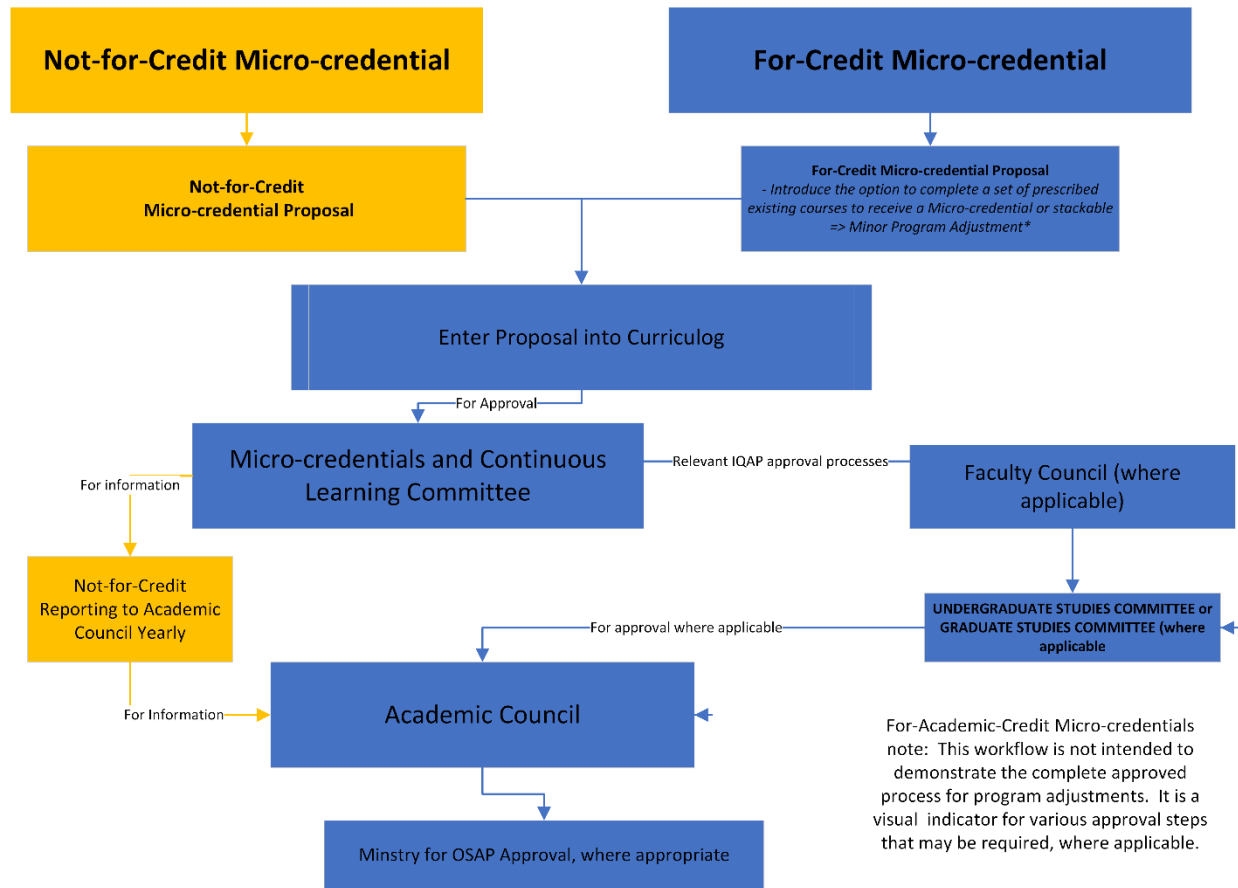 Not-for-Credit Micro-credential
For-Credit Micro-credential
Not-for-Credit
Micro-credential Proposal
For-Credit Micro-credential Proposal
- Introduce the option to complete a set of prescribed
existing courses to receive a Micro-credential or stackable
=> Minor Program Adjustment*
Enter Proposal into Curriculog
For Approval
Micro-credentials and Continuous
Learning Committee
Relevant IQAP approval processes
Faculty Council (where
applicable)
For information
Not-for-Credit
Reporting to Academic
Council Yearly
UNDERGRADUATE STUDIES COMMITTEE or
GRADUATE STUDIES COMMITTEE (where
applicable
For approval where applicable
For Information
Academic Council
For-Academic-Credit Micro-credentials
note:  This workflow is not intended to
demonstrate the complete approved
process for program adjustments.  It is a
visual  indicator for various approval steps
that may be required, where applicable.
Minstry for OSAP Approval, where appropriate